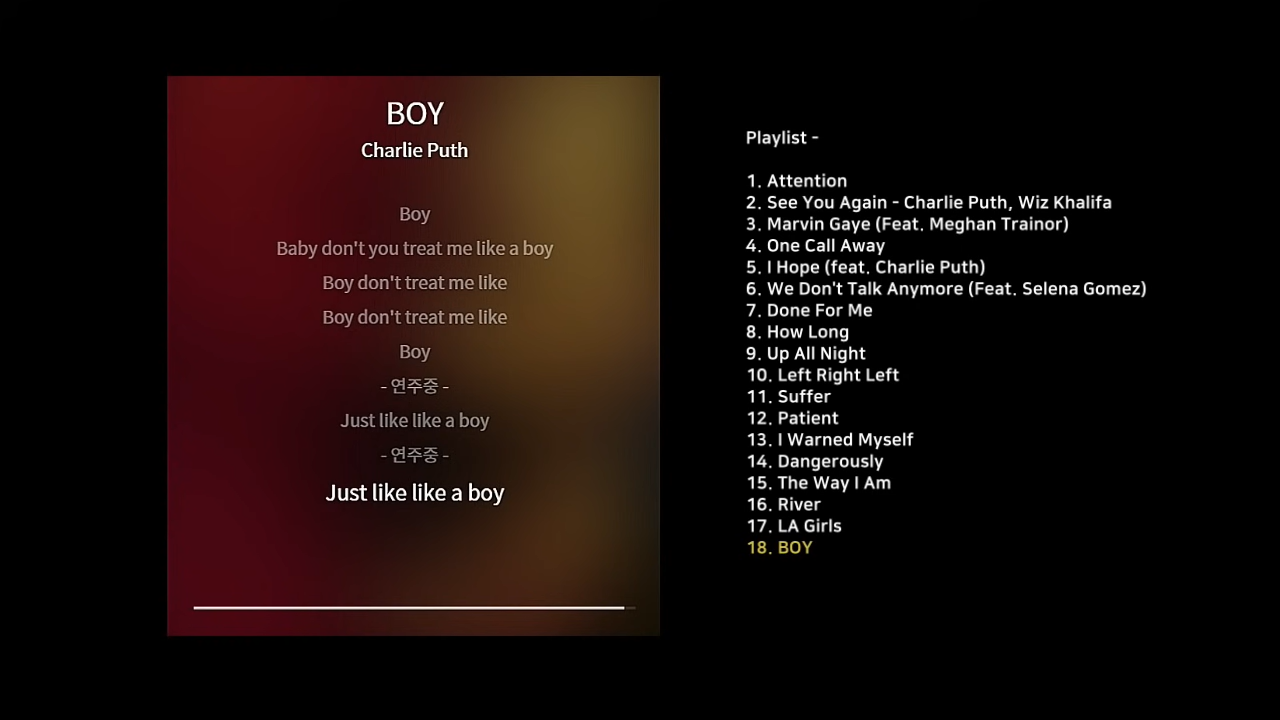 BOY
Charlie Puth
Boy
Baby don't you treat me like a boy
Boy don't treat me like
Boy don't treat me like
Boy
- 연주중 -
Just like like a boy
- 연주중 -
Just like like a boy
Playlist -
1. Attention
2. See You Again - Charlie Puth, Wiz Khalifa
3. Marvin Gaye (Feat. Meghan Trainor)
4. One Call Away
5. I Hope (feat. Charlie Puth)
6. We Don't Talk Anymore (Feat. Selena Gomez)
7. Done For Me
8. How Long
9. Up All Night
10. Left Right Left
11. Suffer
12. Patient
13. I Warned Myself
14. Dangerously
15. The Way I Am
16. River
17. LA Girls
18. BOY